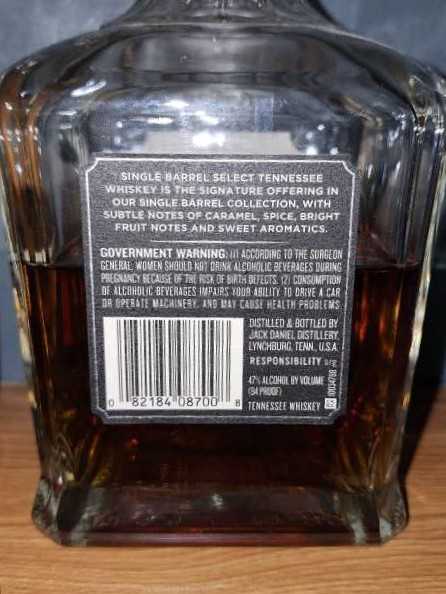 SINGLE BARREL SELECT TENNESSEE
WHISKEY IS THE SIGNATURE OFFERING IN
OUR SINGLE BARREL COLLECTION, WITH
SUBTLE NOTES OF CARAMEL, SPICE, BRIGHT
FRUIT NOTES AND SWEET AROMATICS.
GOVERNMENT WARNING: (1) ACCORDING TO THE SURGEON
GENERAL, WOMEN SHOULD NOT DRINK ALCOHOLIC BEVERAGES DURING
PREGNANCY BECAUSE OF THE RISK OF BIRTH DEFECTS. (2) CONSUMPTION
OF ALCOHOLIC BEVERAGES IMPAIRS YOUR ABILITY TO DRIVE A CAR
OR OPERATE MACHINERY, AND MAY CAUSE HEALTH PROBLEMS.
DISTILLED & BOTTLED BY
JACK DANIEL DISTILLERY,
LYNCHBURG, TENN., U.S.A.
RESPONSIBILITY
47% ALCOHOL BY VOLUME
(94 PROOF)
TENNESSEE WHISKEY
0 82184 08700 8